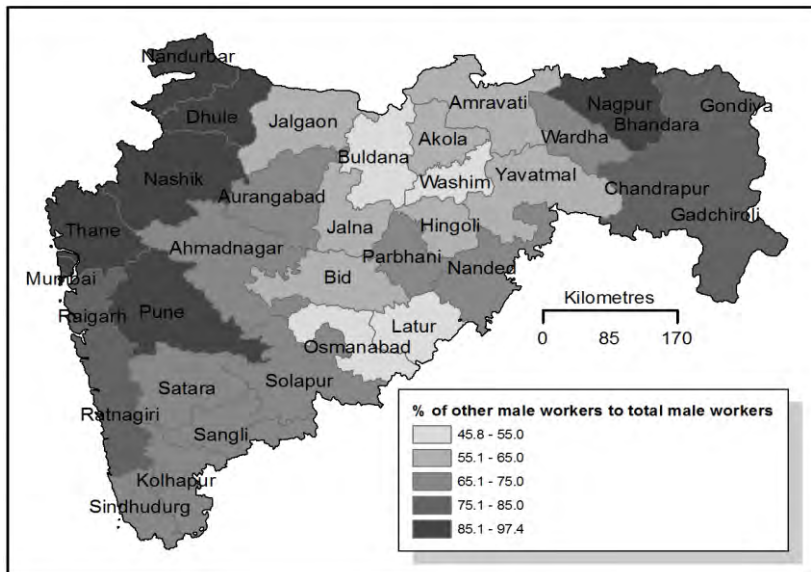 Nandurbar
Dhule
Jalgaon
Amravati
Nagpur
Gondiya
Bhandara
Akola
Wardha
Buldana
Nashik
Washim
Yavatmal
Aurangabad
Chandrapur
Thane
Jalna
Hingoli
Gadchiroli
Ahmadnagar
Parbhani
Mumbai
Bid
Nanded
Kilometres
Raigarh
Pune
Latur
0 85 170
Osmanabad
Satara
Solapur
% of other male workers to total male workers
Ratnagiri
45.8 - 55.0
Sangli
55.1 - 65.0
Kolhapur
65.1 - 75.0
Sindhudurg
75.1 - 85.0
85.1 - 97.4